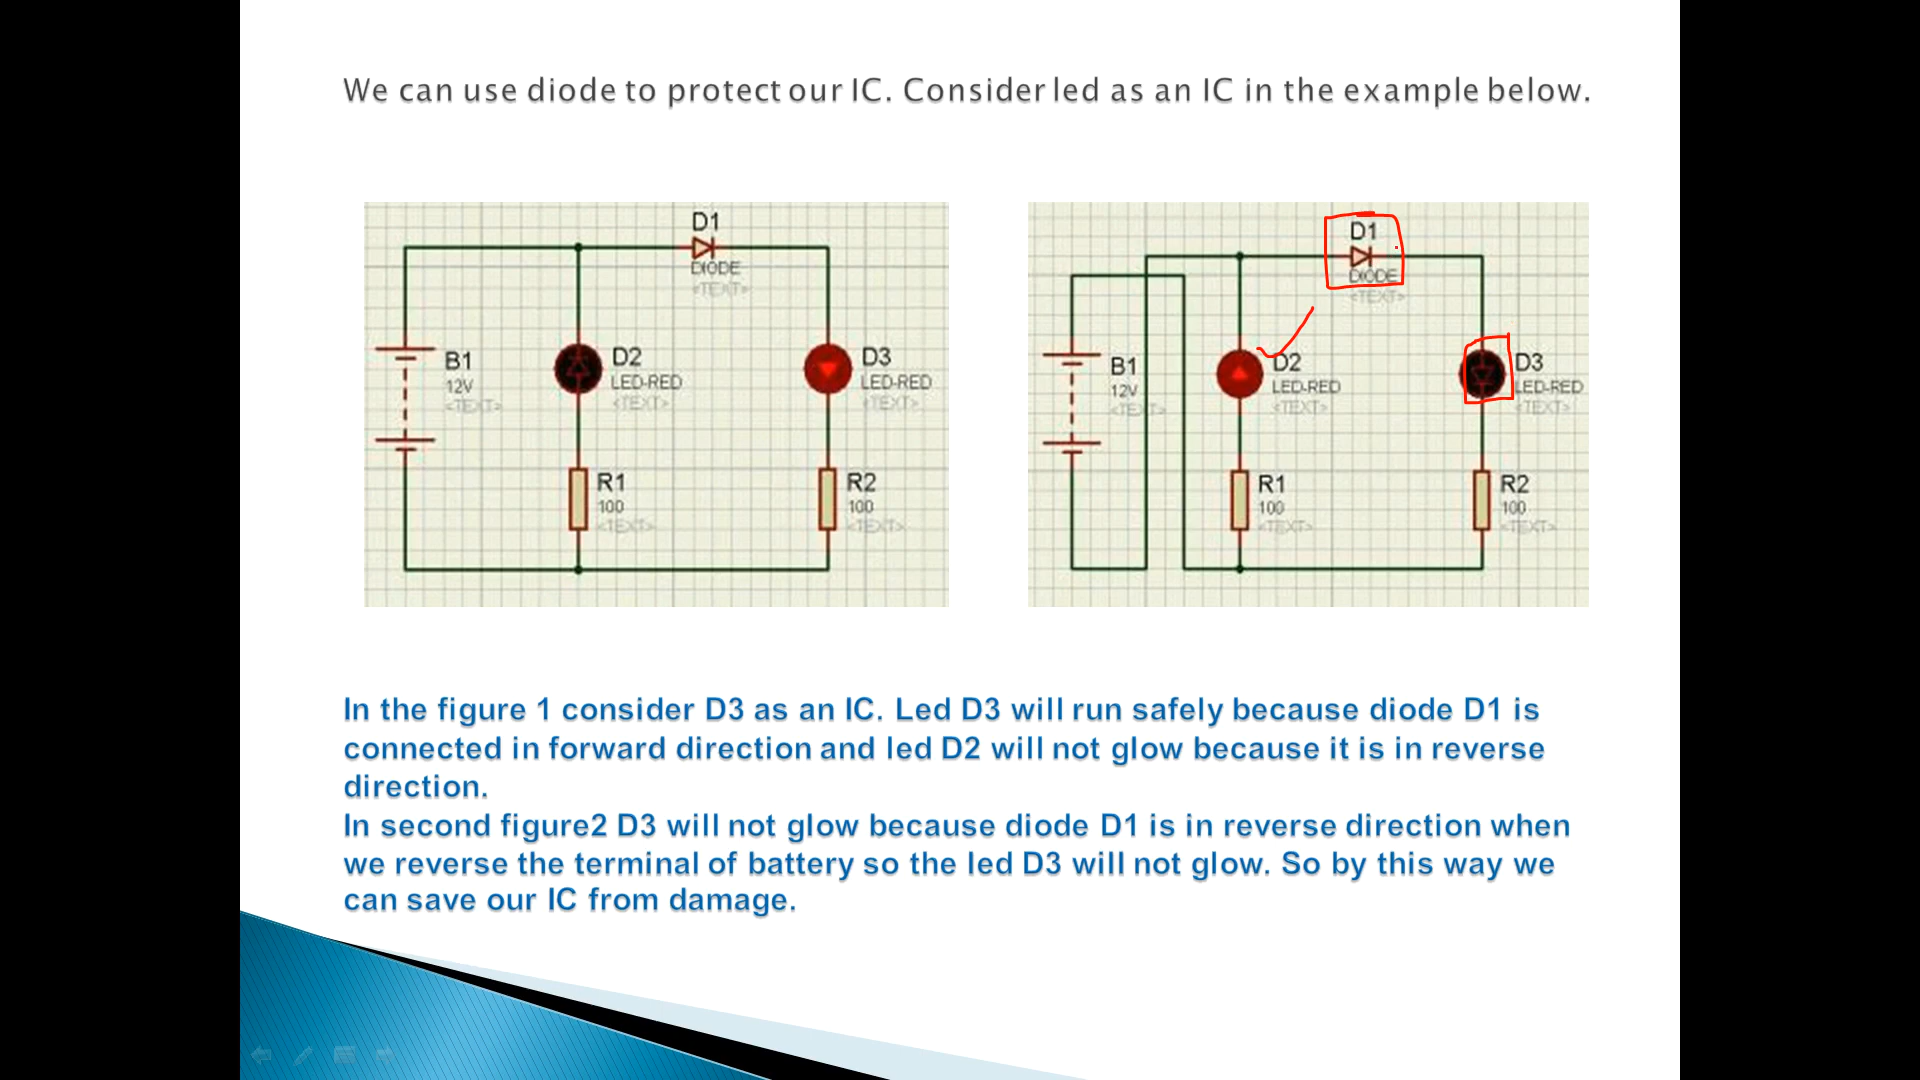 We can use diode to protect our IC. Consider led as an IC in the example below.
D1
DIODE
<TEXT>
B1
12V
<TEXT>
D2
LED-RED
<TEXT>
D3
LED-RED
<TEXT>
R1
100
<TEXT>
R2
100
<TEXT>
D1
DIODE
<TEXT>
B1
12V
<TEXT>
D2
LED-RED
<TEXT>
D3
LED-RED
<TEXT>
R1
100
<TEXT>
R2
100
<TEXT>
In the figure 1 consider D3 as an IC. Led D3 will run safely because diode D1 is
connected in forward direction and led D2 will not glow because it is in reverse
direction.
In second figure2 D3 will not glow because diode D1 is in reverse direction when
we reverse the terminal of battery so the led D3 will not glow. So by this way we
can save our IC from damage.